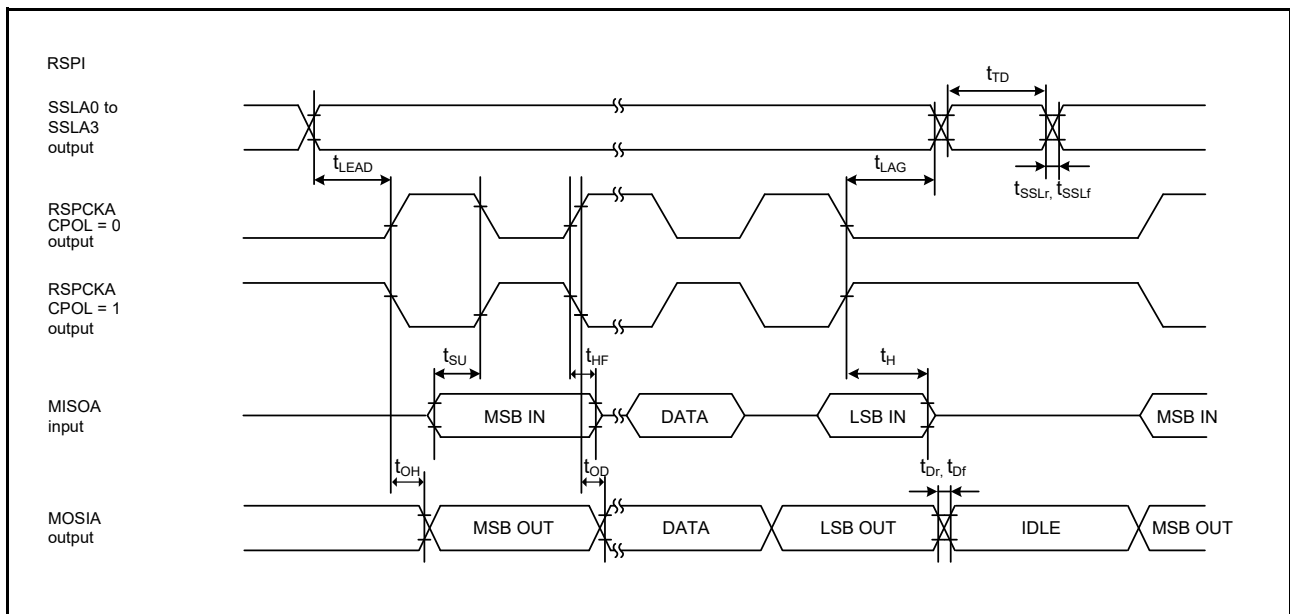 RSPI
SSLA0 to
SSLA3
output
tTD
tLEAD
tLAG
tSSLr, tSSLf
RSPCKA
CPOL = 0
output
RSPCKA
CPOL = 1
output
tSU
tHF
tH
MISOA
input
MSB IN
DATA
LSB IN
MSB IN
tOH
tOD
tDr, tDf
MOSIA
output
MSB OUT
DATA
LSB OUT
IDLE
MSB OUT